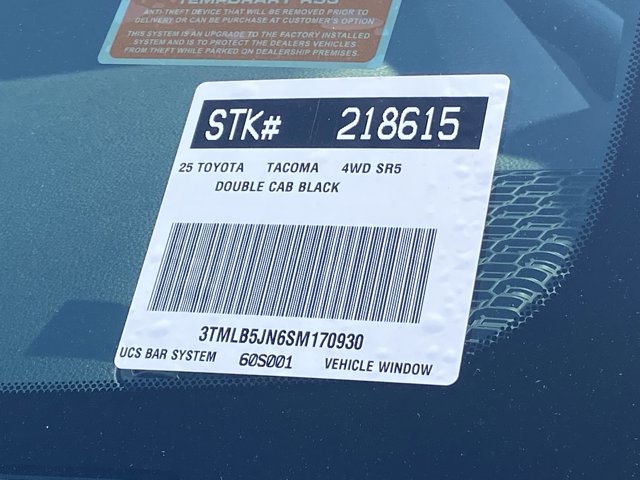 TEMPORARY
ANTI-THEFT DEVICE THAT WILL BE REMOVED PRIOR TO
DELIVERY OR CAN BE PURCHASE AT CUSTOMER'S OPTION
THIS SYSTEM IS AN UPGRADE TO THE FACTORY INSTALLED
SYSTEM AND IS TO PROTECT THE DEALERS VEHICLES
FROM THEFT WHILE PARKED ON DEALERSHIP PREMISES.
STK# 218615
25 TOYOTA TACOMA 4WD SR5
DOUBLE CAB BLACK
3TMLB5JN6SM170930
UCS BAR SYSTEM 60S001 VEHICLE WINDOW